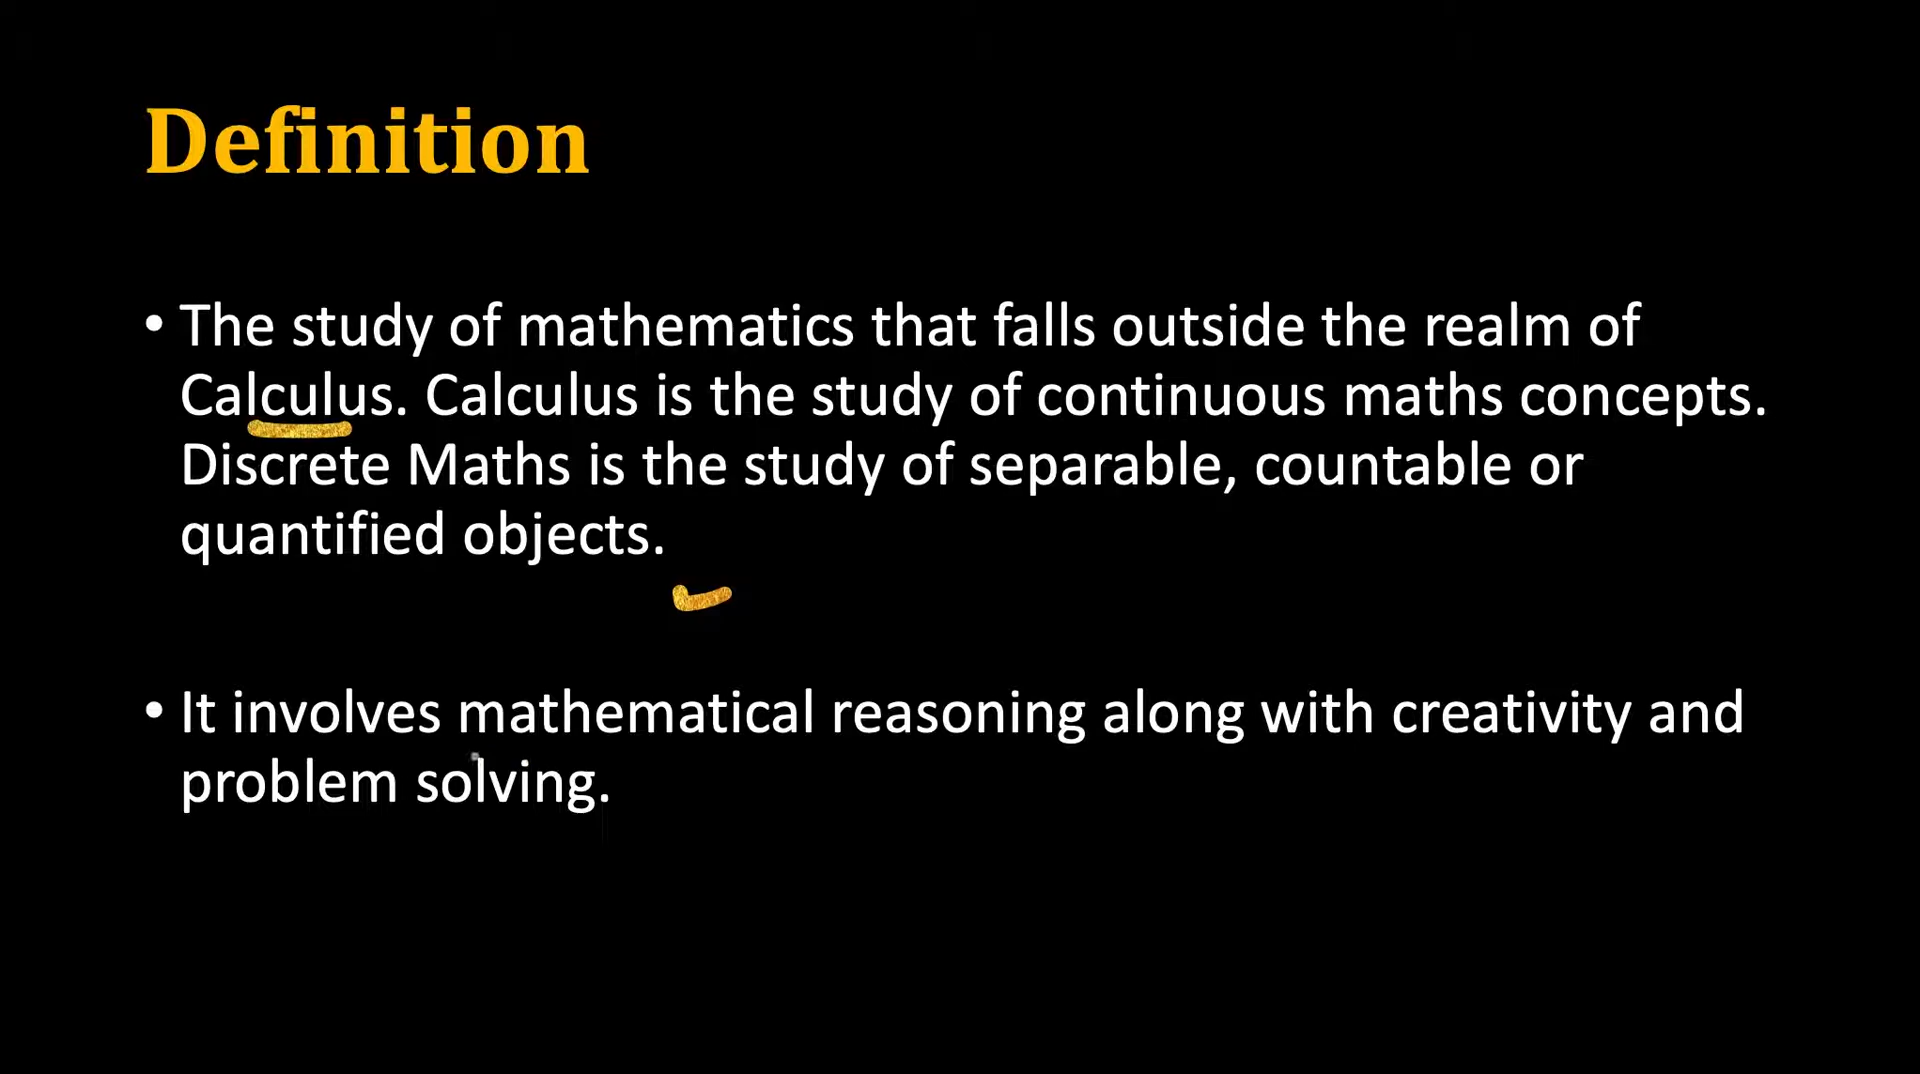 Definition
• The study of mathematics that falls outside the realm of
Calculus. Calculus is the study of continuous maths concepts.
Discrete Maths is the study of separable, countable or
quantified objects.
• It involves mathematical reasoning along with creativity and
problem solving.